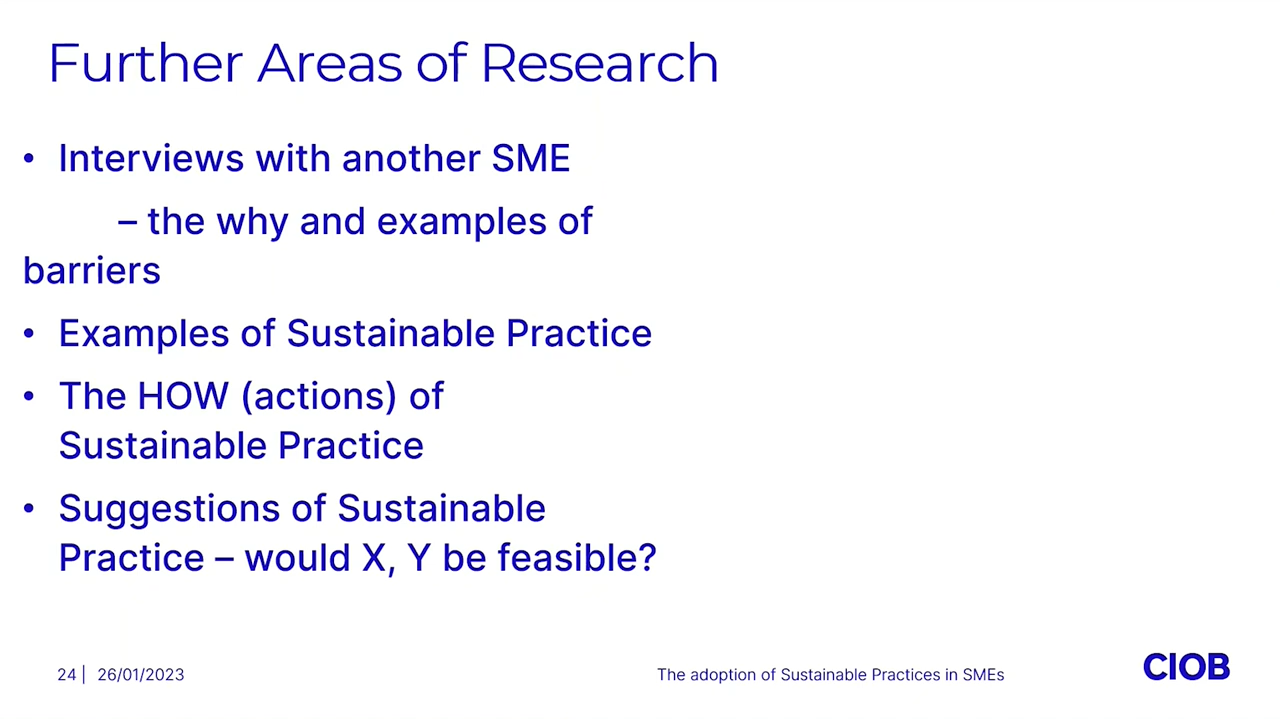 Further Areas of Research
• Interviews with another SME
– the why and examples of
barriers
• Examples of Sustainable Practice
• The HOW (actions) of
Sustainable Practice
• Suggestions of Sustainable
Practice – would X, Y be feasible?
24 | 26/01/2023
The adoption of Sustainable Practices in SMEs
CIOB